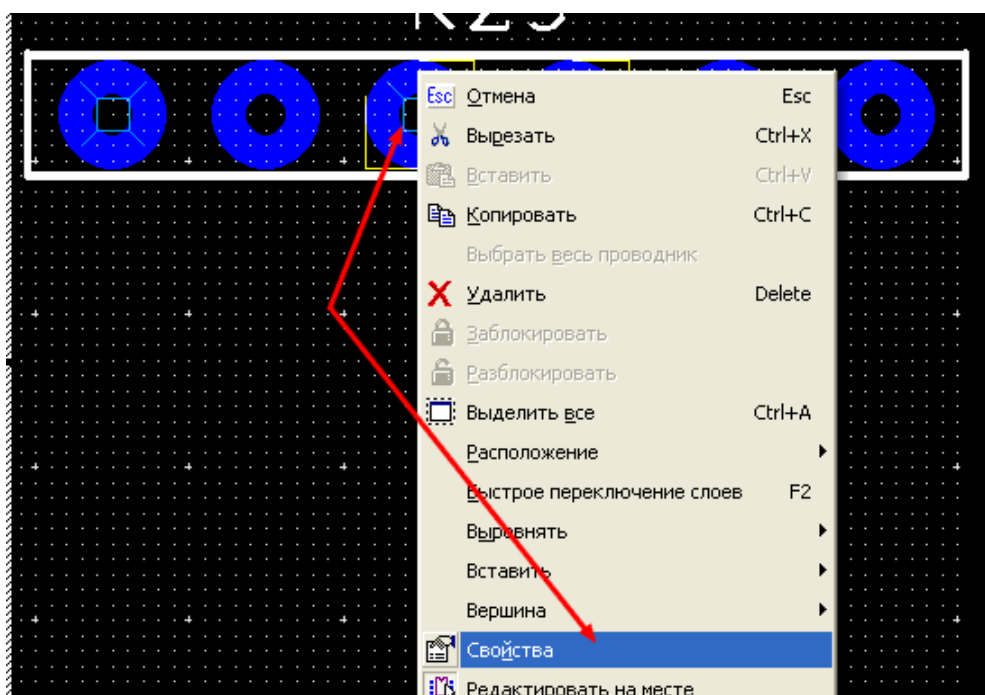 Esc Отмена Esc
Вырезать Ctrl+X
Вставить Ctrl+V
Копировать Ctrl+C
Выбрать весь проводник
Удалить Delete
Заблокировать
Разблокировать
Выделить все Ctrl+A
Расположение
Быстрое переключение слоев F2
Выровнять
Вставить
Вершина
Свойства
Редактировать на месте